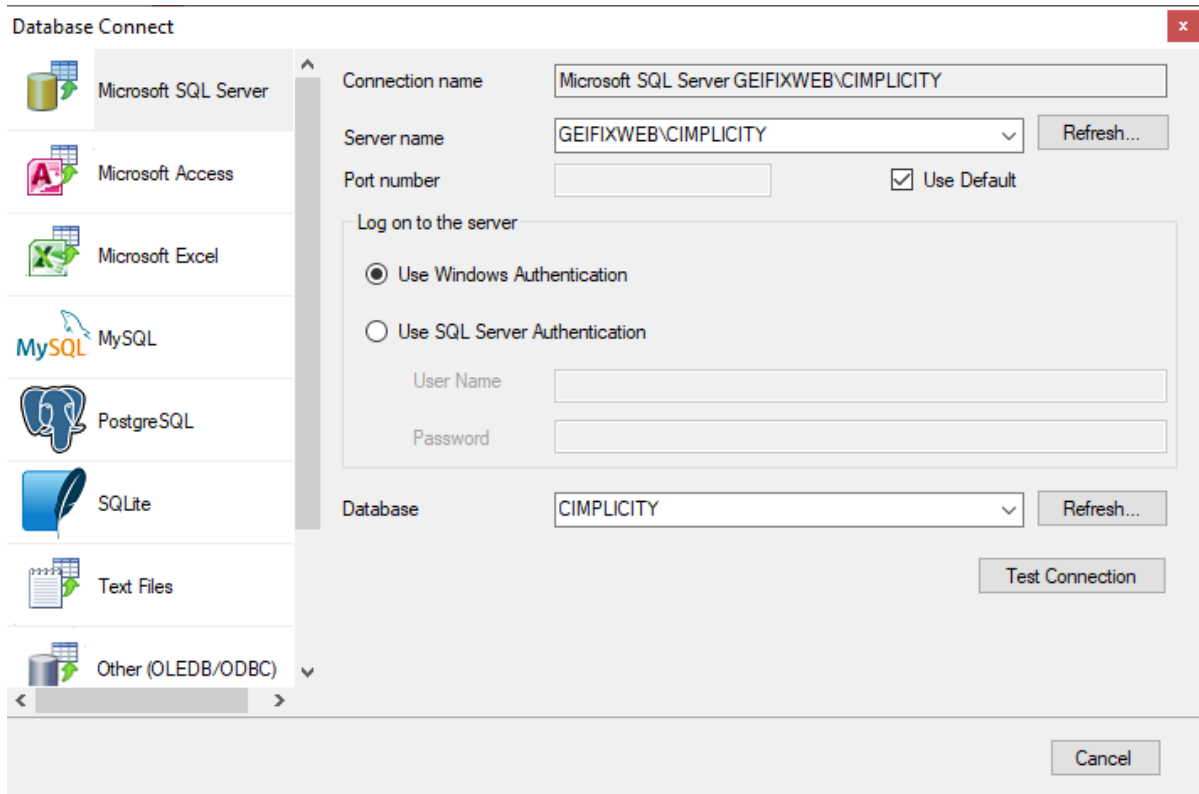 Database Connect
x
Microsoft SQL Server
Microsoft Access
Microsoft Excel
MySQL MySQL
PostgreSQL
SQLite
Text Files
Other (OLEDB/ODBC)
Connection name Microsoft SQL Server GEIFIXWEB\CIMPLICITY
Server name GEIFIXWEB\CIMPLICITY Refresh...
Port number Use Default
Log on to the server
Use Windows Authentication
Use SQL Server Authentication
User Name
Password
Database CIMPLICITY Refresh...
Test Connection
Cancel